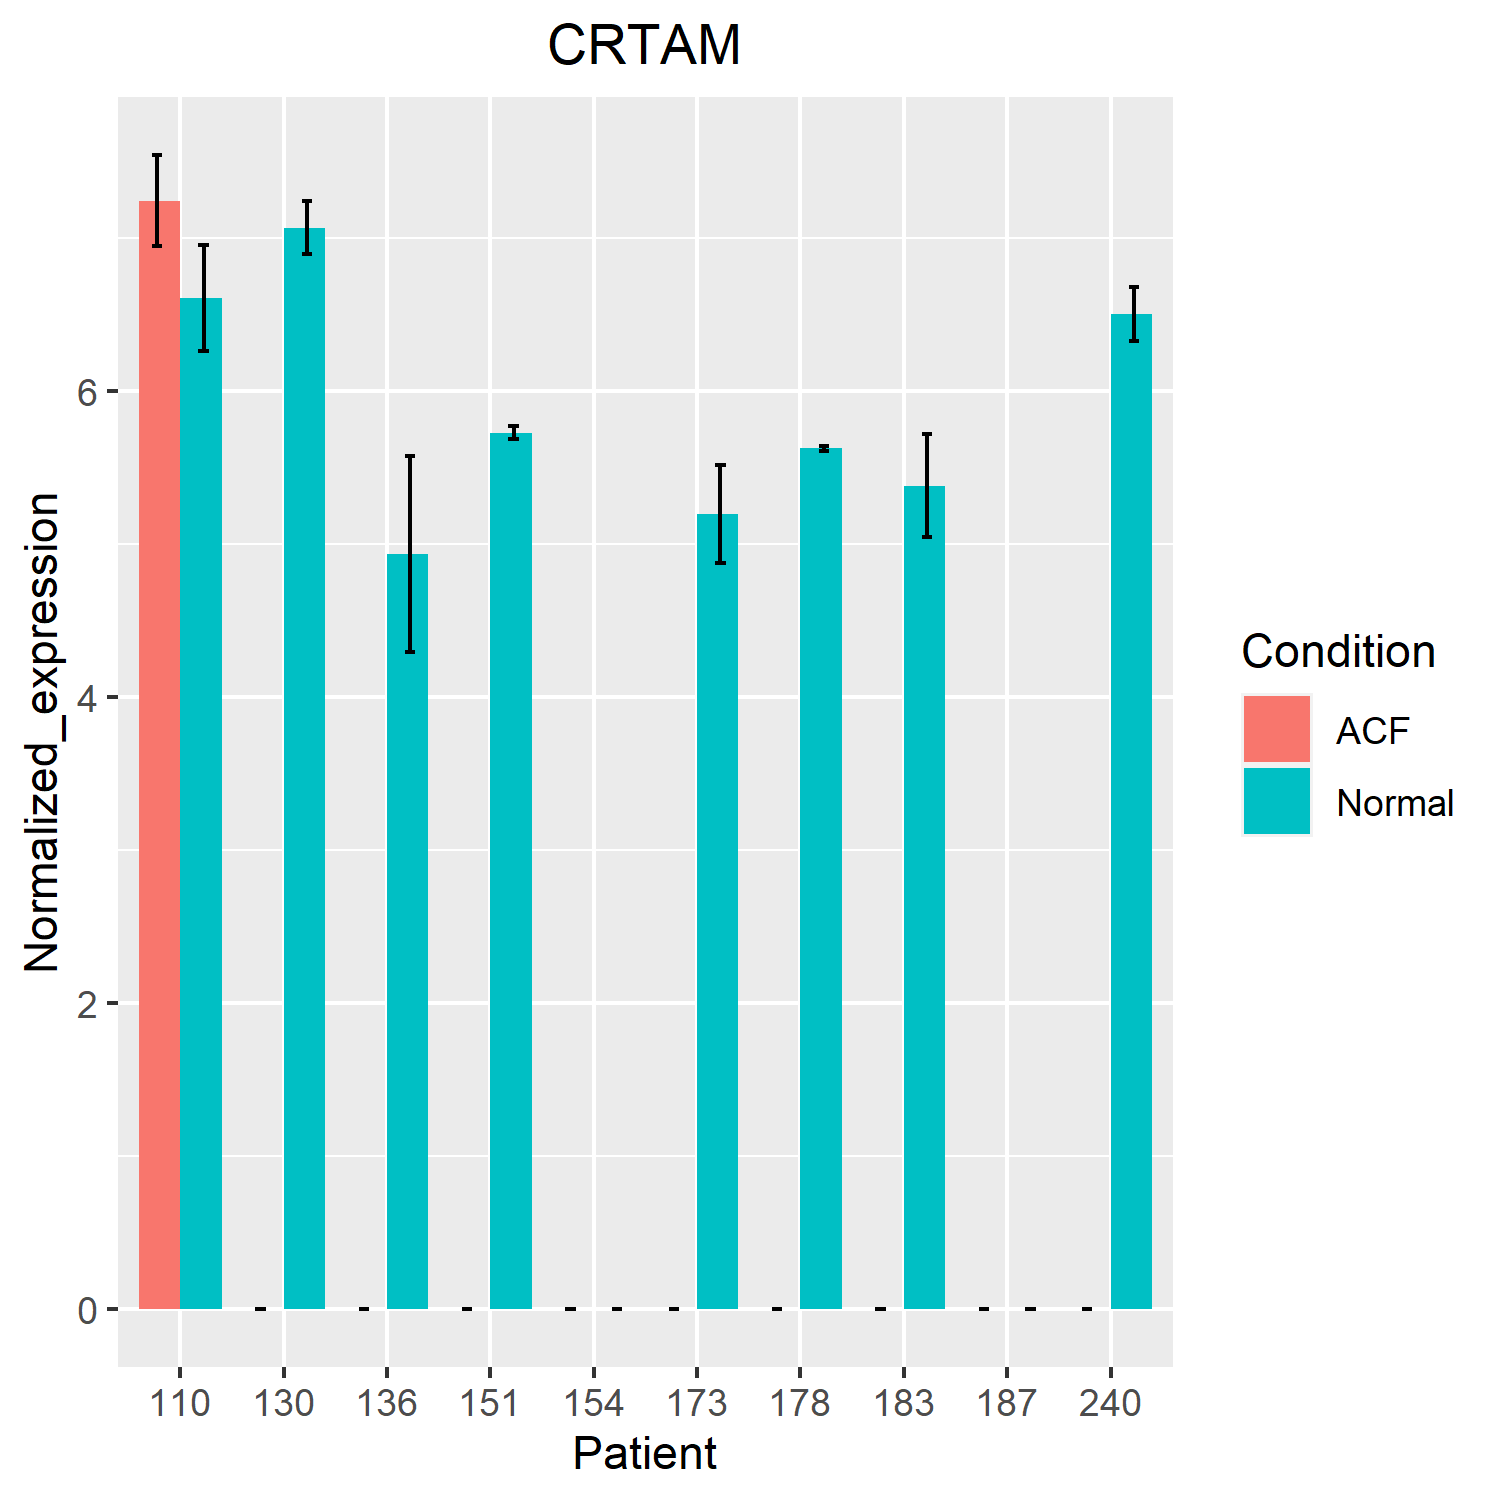 CRTAM
Normalized_expression
6
4
2
0
110 130 136 151 154 173 178 183 187 240
Patient
Condition
ACF
Normal